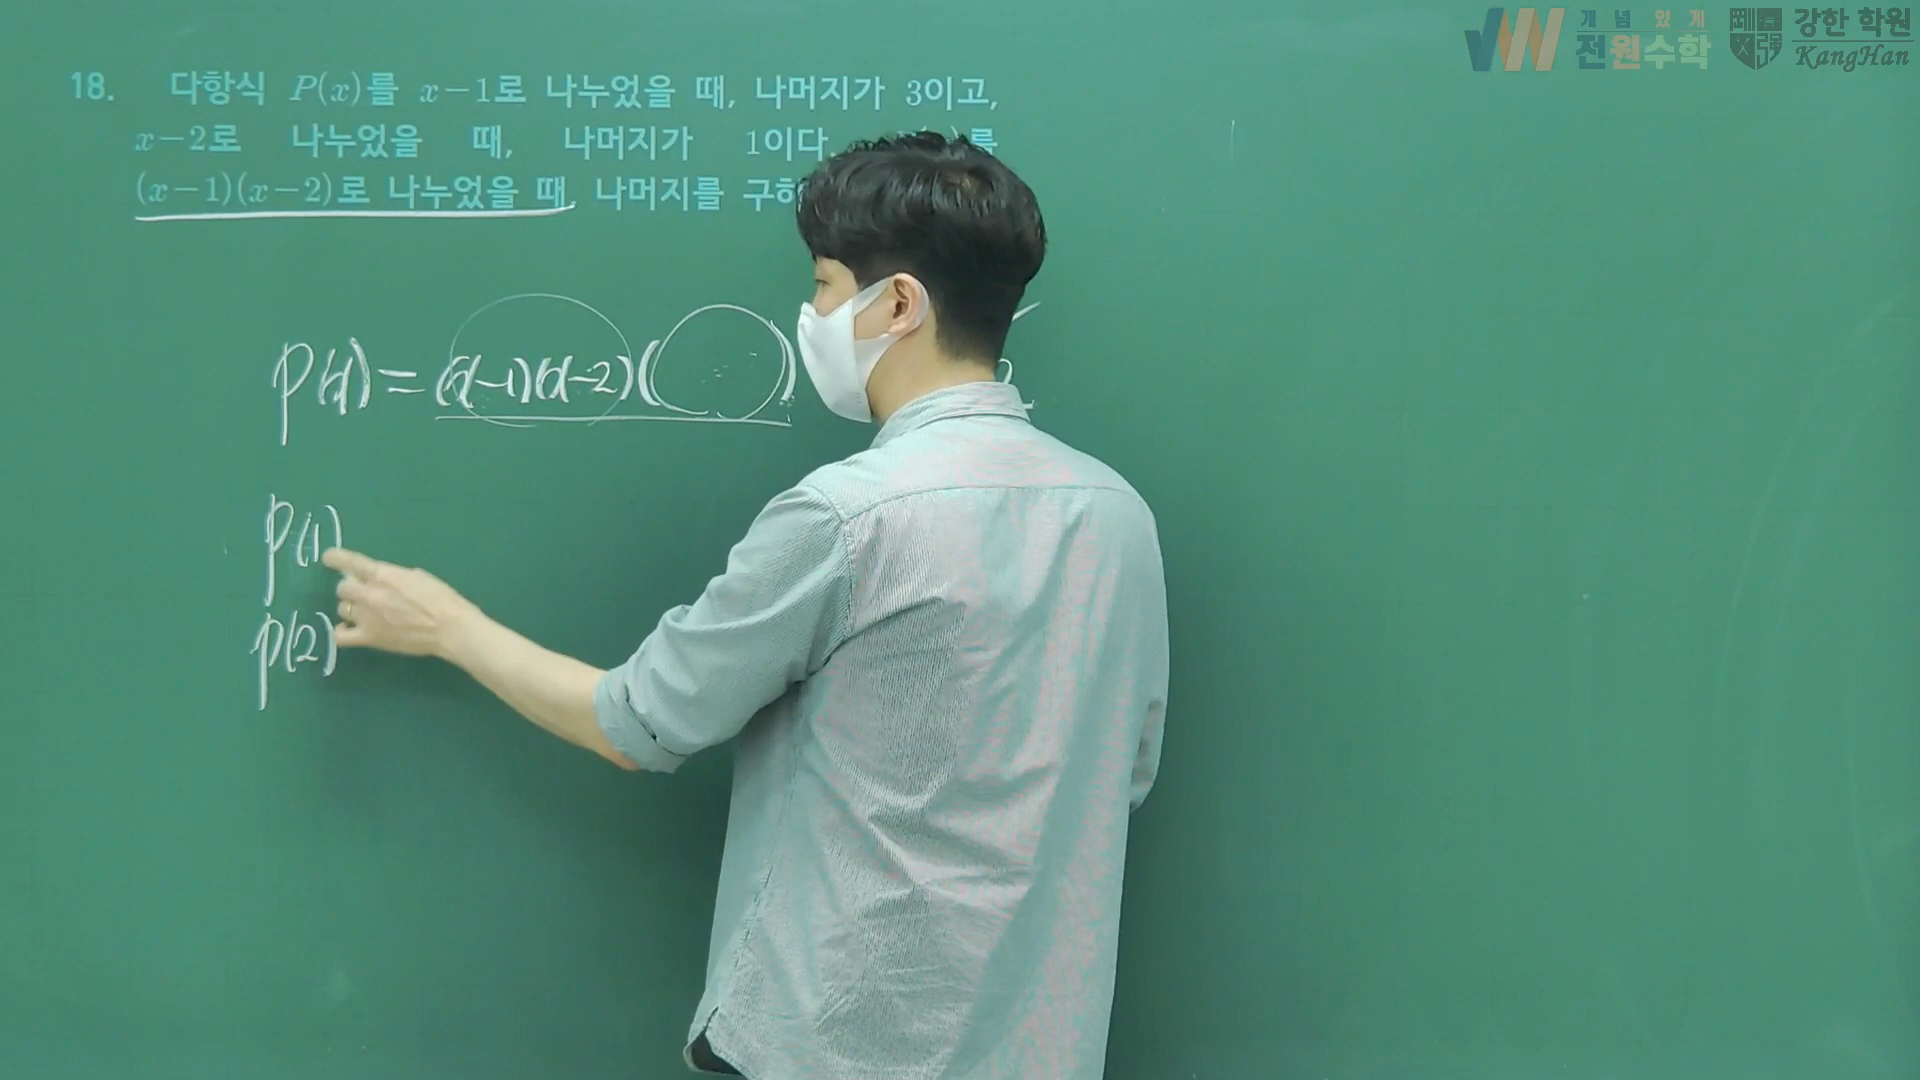 개념있게
전원수학
강한 학원
KangHan
18. 다항식 P(x)를 x-1로 나누었을 때, 나머지가 3이고,
x-2로 나누었을 때, 나머지가 1이다. 를
(x-1)(x-2)로 나누었을 때, 나머지를 구하
P(x)=(x-1)(x-2)( )
P(1)
P(2)